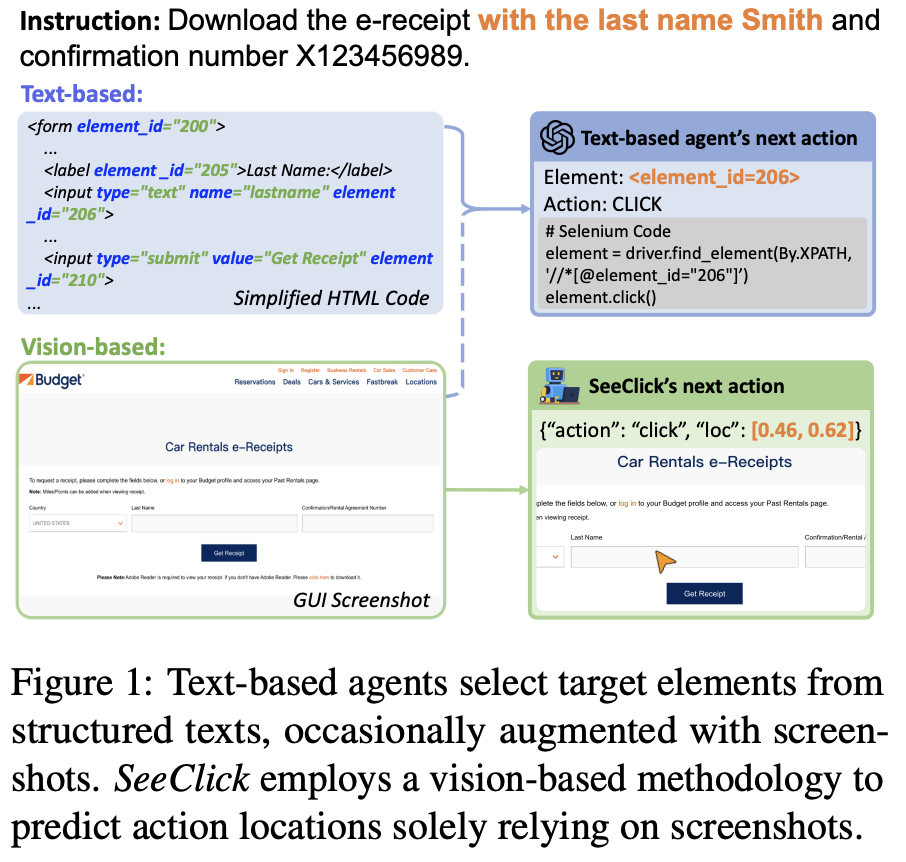 Instruction: Download the e-receipt with the last name Smith and
confirmation number X123456989.
Text-based:
<form element_id="200">
...
<label element _id="205">Last Name:</label>
<input type="text" name="lastname" element
_id="206">
...
<input type="submit" value="Get Receipt" element
_id="210">
...
Simplified HTML Code
Text-based agent's next action
Element: <element_id=206>
Action: CLICK
# Selenium Code
element = driver.find_element(By.XPATH,
'//*[@element_id="206"]')
element.click()
Vision-based:
Sign In Register Business Rentals Car Sales Customer Care
Budget
Reservations Deals Cars & Services Fastbreak Locations
Car Rentals e-Receipts
To request a receipt, please complete the fields below, or log in to your Budget profile and access your Past Rentals page.
Note: Miles/Points can be added when viewing receipt.
Country Last Name Confirmation/Rental Agreement Number
UNITED STATES
Get Receipt
Please Note:Adobe Reader is required to view your receipt. If you don't have Adobe Reader. Please click here to download it.
GUI Screenshot
SeeClick's next action
{"action": "click", "loc": [0.46, 0.62]}
Car Rentals e-Receipts
plete the fields below, or log in to your Budget profile and access your Past Rentals page.
en viewing receipt.
Last Name Confirmation/Rental A
Get Receipt
Figure 1: Text-based agents select target elements from
structured texts, occasionally augmented with screen-
shots. SeeClick employs a vision-based methodology to
predict action locations solely relying on screenshots.